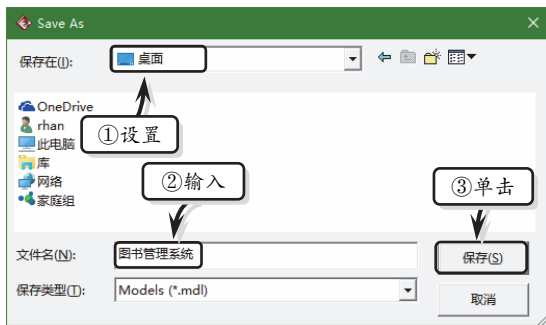 Save As
保存在(I): 桌面
OneDrive
rhan
①设置
此电脑
库
②输入
网络
③单击
家庭组
文件名(N): 图书管理系统 保存(S)
保存类型(T): Models (*.mdl) 取消